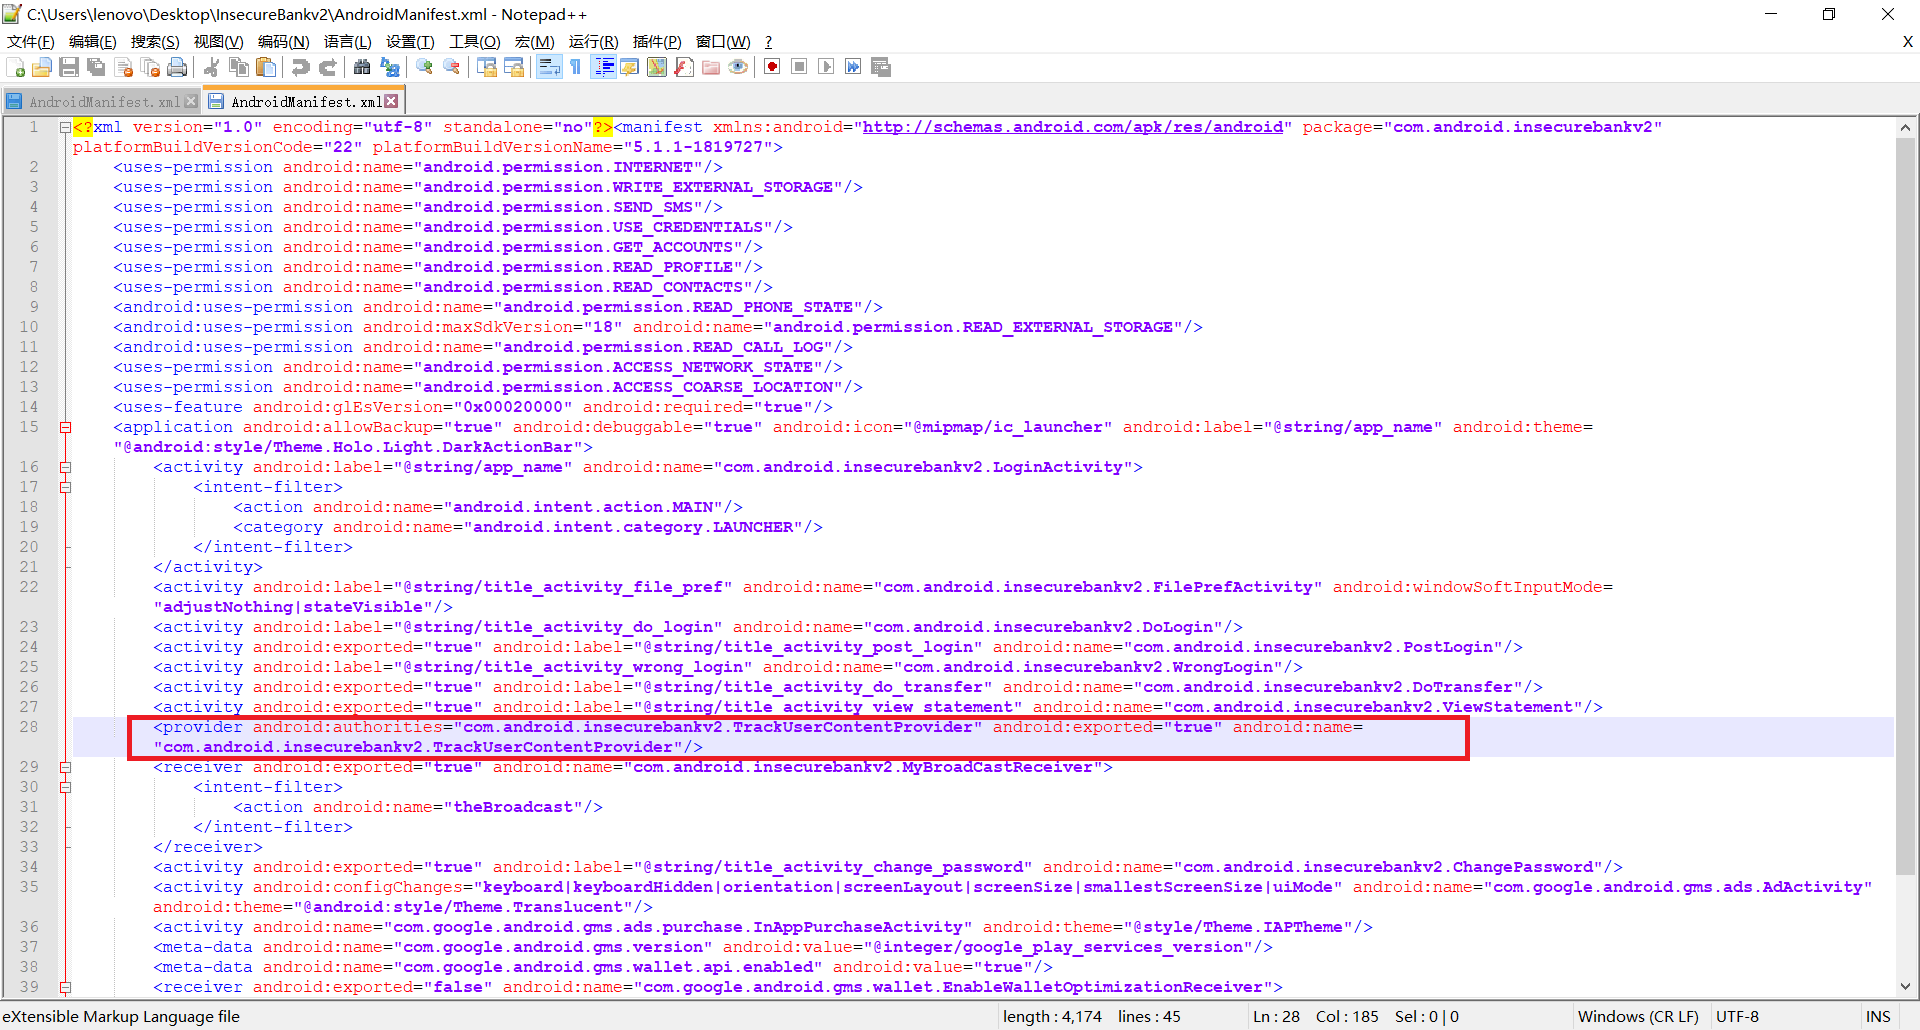 C:\Users\lenovo\Desktop\InsecureBankv2\AndroidManifest.xml - Notepad++
文件(F) 编辑(E) 搜索(S) 视图(V) 编码(N) 语言(L) 设置(T) 工具(O) 宏(M) 运行(R) 插件(P) 窗口(W) ? X
AndroidManifest.xml AndroidManifest.xml
1 <?xml version="1.0" encoding="utf-8" standalone="no"?><manifest xmlns:android="http://schemas.android.com/apk/res/android" package="com.android.insecurebankv2"
platformBuildVersionCode="22" platformBuildVersionName="5.1.1-1819727">
2 <uses-permission android:name="android.permission.INTERNET"/>
3 <uses-permission android:name="android.permission.WRITE_EXTERNAL_STORAGE"/>
4 <uses-permission android:name="android.permission.SEND_SMS"/>
5 <uses-permission android:name="android.permission.USE_CREDENTIALS"/>
6 <uses-permission android:name="android.permission.GET_ACCOUNTS"/>
7 <uses-permission android:name="android.permission.READ_PROFILE"/>
8 <uses-permission android:name="android.permission.READ_CONTACTS"/>
9 <android:uses-permission android:name="android.permission.READ_PHONE_STATE"/>
10 <android:uses-permission android:maxSdkVersion="18" android:name="android.permission.READ_EXTERNAL_STORAGE"/>
11 <android:uses-permission android:name="android.permission.READ_CALL_LOG"/>
12 <uses-permission android:name="android.permission.ACCESS_NETWORK_STATE"/>
13 <uses-permission android:name="android.permission.ACCESS_COARSE_LOCATION"/>
14 <uses-feature android:glEsVersion="0x00020000" android:required="true"/>
15 <application android:allowBackup="true" android:debuggable="true" android:icon="@mipmap/ic_launcher" android:label="@string/app_name" android:theme=
"@android:style/Theme.Holo.Light.DarkActionBar">
16 <activity android:label="@string/app_name" android:name="com.android.insecurebankv2.LoginActivity">
17 <intent-filter>
18 <action android:name="android.intent.action.MAIN"/>
19 <category android:name="android.intent.category.LAUNCHER"/>
20 </intent-filter>
21 </activity>
22 <activity android:label="@string/title_activity_file_pref" android:name="com.android.insecurebankv2.FilePrefActivity" android:windowSoftInputMode=
"adjustNothing|stateVisible"/>
23 <activity android:label="@string/title_activity_do_login" android:name="com.android.insecurebankv2.DoLogin"/>
24 <activity android:exported="true" android:label="@string/title_activity_post_login" android:name="com.android.insecurebankv2.PostLogin"/>
25 <activity android:label="@string/title_activity_wrong_login" android:name="com.android.insecurebankv2.WrongLogin"/>
26 <activity android:exported="true" android:label="@string/title_activity_do_transfer" android:name="com.android.insecurebankv2.DoTransfer"/>
27 <activity android:exported="true" android:label="@string/title_activity_view_statement" android:name="com.android.insecurebankv2.ViewStatement"/>
28 <provider android:authorities="com.android.insecurebankv2.TrackUserContentProvider" android:exported="true" android:name=
"com.android.insecurebankv2.TrackUserContentProvider"/>
29 <receiver android:exported="true" android:name="com.android.insecurebankv2.MyBroadCastReceiver">
30 <intent-filter>
31 <action android:name="theBroadcast"/>
32 </intent-filter>
33 </receiver>
34 <activity android:exported="true" android:label="@string/title_activity_change_password" android:name="com.android.insecurebankv2.ChangePassword"/>
35 <activity android:configChanges="keyboard|keyboardHidden|orientation|screenLayout|screenSize|smallestScreenSize|uiMode" android:name="com.google.android.gms.ads.AdActivity"
android:theme="@android:style/Theme.Translucent"/>
36 <activity android:name="com.google.android.gms.ads.purchase.InAppPurchaseActivity" android:theme="@style/Theme.IAPTheme"/>
37 <meta-data android:name="com.google.android.gms.version" android:value="@integer/google_play_services_version"/>
38 <meta-data android:name="com.google.android.gms.wallet.api.enabled" android:value="true"/>
39 <receiver android:exported="false" android:name="com.google.android.gms.wallet.EnableWalletOptimizationReceiver">
eXtensible Markup Language file length : 4,174 lines : 45 Ln : 28 Col : 185 Sel : 0 | 0 Windows (CR LF) UTF-8 INS